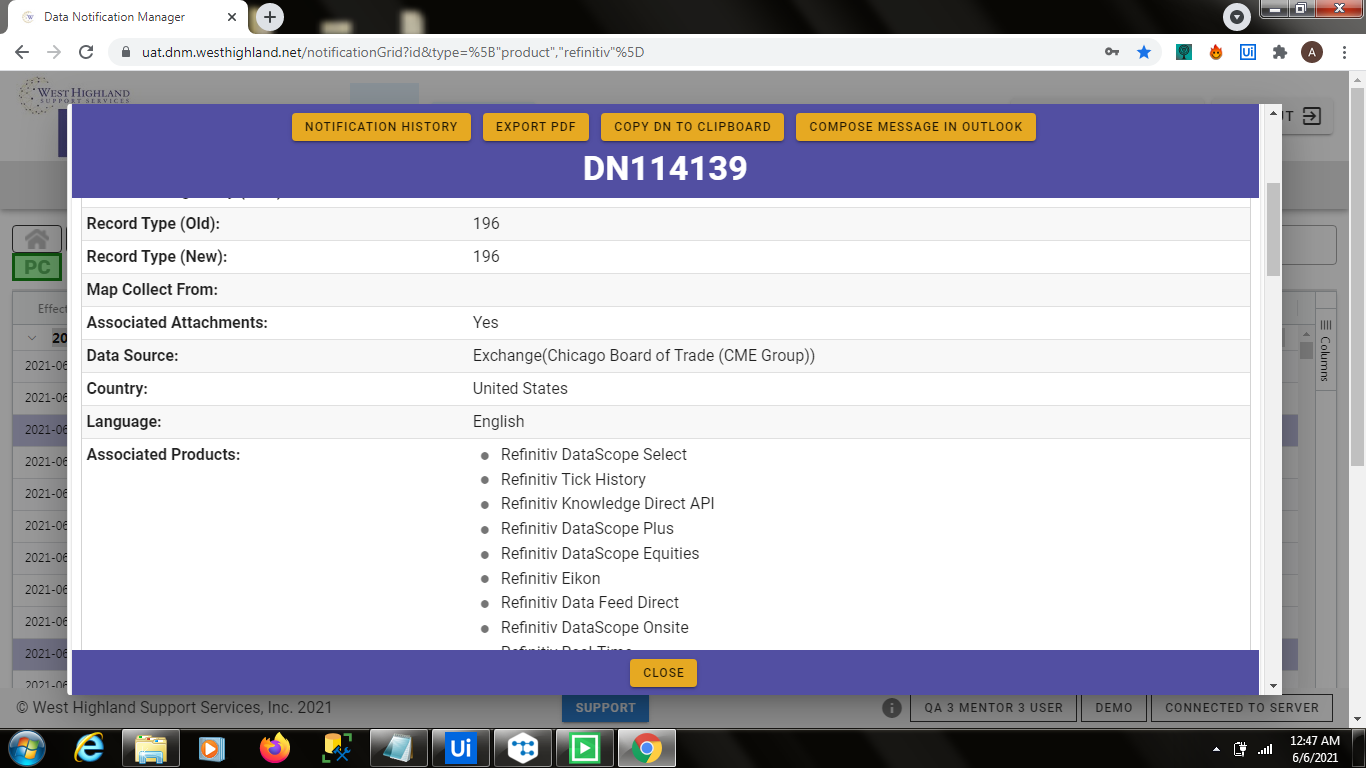 Data Notification Manager
uat.dnm.westhighland.net/notificationGrid?id&type=%5B"product","refinitiv"%5D
A
WEST HIGHLAND
SUPPORT SERVICES
NOTIFICATION HISTORY
EXPORT PDF
COPY DN TO CLIPBOARD
COMPOSE MESSAGE IN OUTLOOK
DN114139
Record Type (Old): 196
Record Type (New): 196
Map Collect From:
Associated Attachments: Yes
Data Source: Exchange(Chicago Board of Trade (CME Group))
Country: United States
Language: English
Associated Products:
Refinitiv DataScope Select
Refinitiv Tick History
Refinitiv Knowledge Direct API
Refinitiv DataScope Plus
Refinitiv DataScope Equities
Refinitiv Eikon
Refinitiv Data Feed Direct
Refinitiv DataScope Onsite
CLOSE
PC
Effect
20
2021-06
2021-06
2021-06
2021-06
2021-06
2021-06
2021-06
2021-06
2021-06
2021-06
2021-06
Columns
© West Highland Support Services, Inc. 2021
SUPPORT
QA 3 MENTOR 3 USER
DEMO
CONNECTED TO SERVER
Ui
12:47 AM
6/6/2021